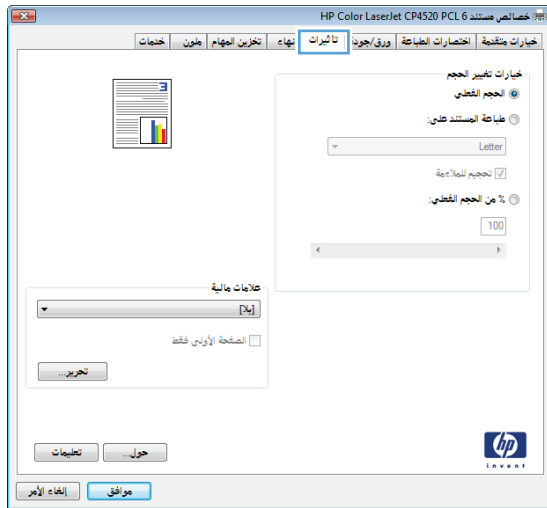 خصائص مستند HP Color LaserJet CP4520 PCL 6
خيارات متقدمة اختصارات الطباعة ورق/جودة تأثيرات نهاء تخزين المهام ملون خدمات
خيارات تغيير الحجم
الحجم الفعلي
طباعة المستند على:
Letter
تحجيم للملاءمة
% من الحجم الفعلي:
100
علامات مائية
[بلا]
الصفحة الأولى فقط
تحرير...
حول... تعليمات
hp
invent
موافق إلغاء الأمر